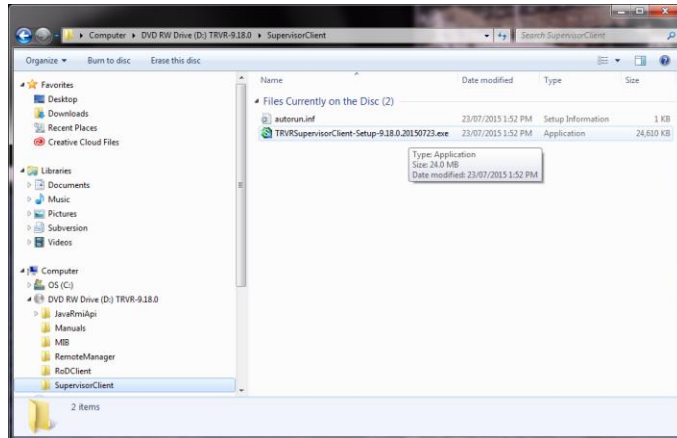 Computer ▸ DVD RW Drive (D:) TRVR-9.18.0 ▸ SupervisorClient
Search SupervisorClient
Organize ▾ Burn to disc Erase this disc
Favorites
Desktop
Downloads
Recent Places
Creative Cloud Files
Libraries
Documents
Music
Pictures
Subversion
Videos
Computer
OS (C:)
DVD RW Drive (D:) TRVR-9.18.0
JavaRmiApi
Manuals
MIB
RemoteManager
RoDClient
SupervisorClient
Name Date modified Type Size
Files Currently on the Disc (2)
autorun.inf 23/07/2015 1:52 PM Setup Information 1 KB
TRVRSupervisorClient-Setup-9.18.0.20150723.exe 23/07/2015 1:52 PM Application 24,610 KB
Type: Application
Size: 24.0 MB
Date modified: 23/07/2015 1:52 PM
2 items